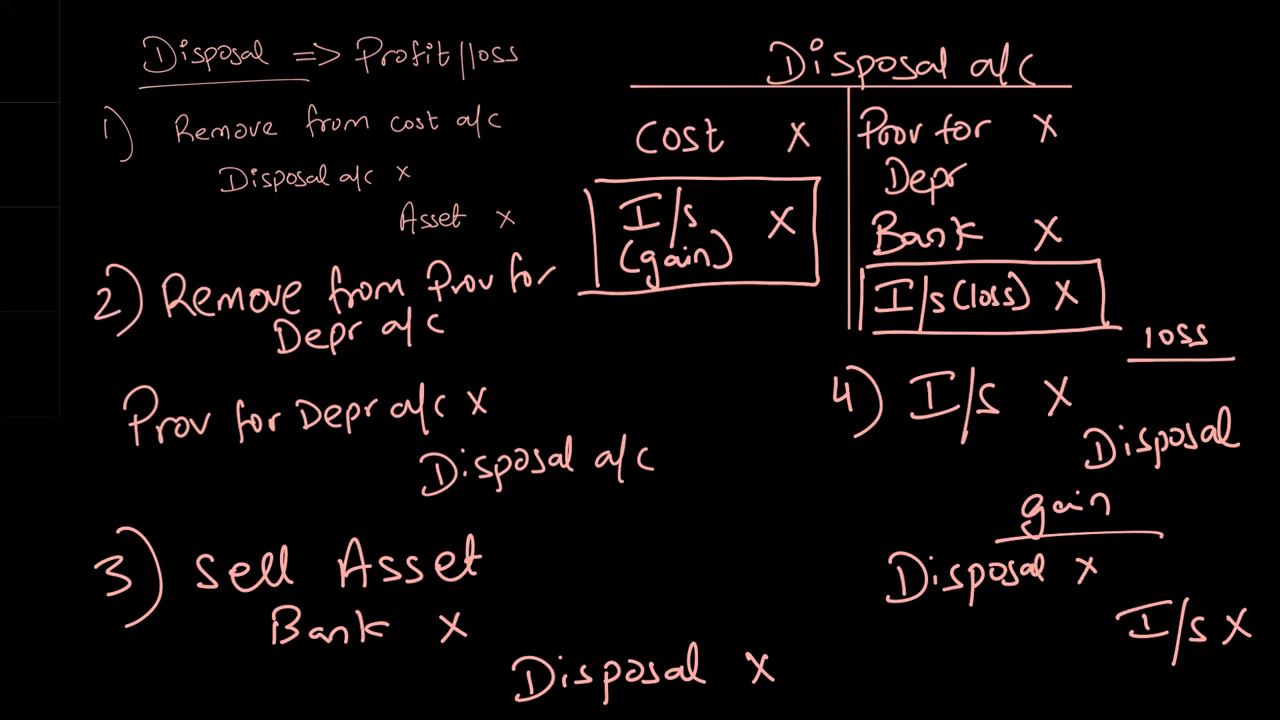 Disposal => Profit/loss
1) Remove from cost a/c
Disposal a/c x
Asset x
2) Remove from Prov for
Depr a/c
Prov for Depr a/c x
Disposal a/c
3) Sell Asset
Bank x
Disposal x
Disposal a/c
Cost x
I/s x
(gain)
Prov for x
Depr
Bank x
I/s (loss) x
loss
4) I/s x
Disposal
gain
Disposal x
I/s x